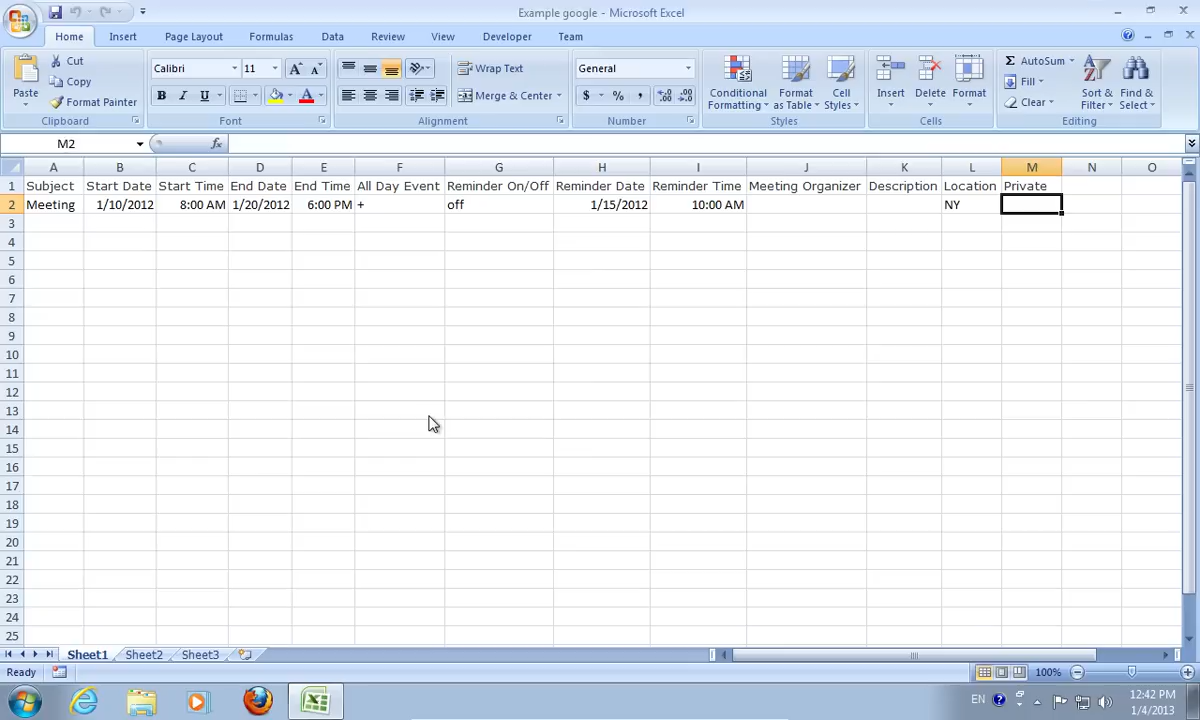 Example google - Microsoft Excel
Home Insert Page Layout Formulas Data Review View Developer Team
Cut
Copy
Format Painter
Paste
Clipboard
Calibri 11
B I U
Font
Wrap Text
Merge & Center
Alignment
General
$ % ,
Number
Conditional Formatting
Format as Table
Cell Styles
Styles
Insert Delete Format
Cells
Σ AutoSum
Fill
Clear
Sort & Filter
Find & Select
Editing
M2 fx
A B C D E F G H I J K L M N O
1 Subject Start Date Start Time End Date End Time All Day Event Reminder On/Off Reminder Date Reminder Time Meeting Organizer Description Location Private
2 Meeting 1/10/2012 8:00 AM 1/20/2012 6:00 PM + off 1/15/2012 10:00 AM NY
3
4
5
6
7
8
9
10
11
12
13
14
15
16
17
18
19
20
21
22
23
24
25
Sheet1 Sheet2 Sheet3
Ready 100%
EN 12:42 PM
1/4/2013